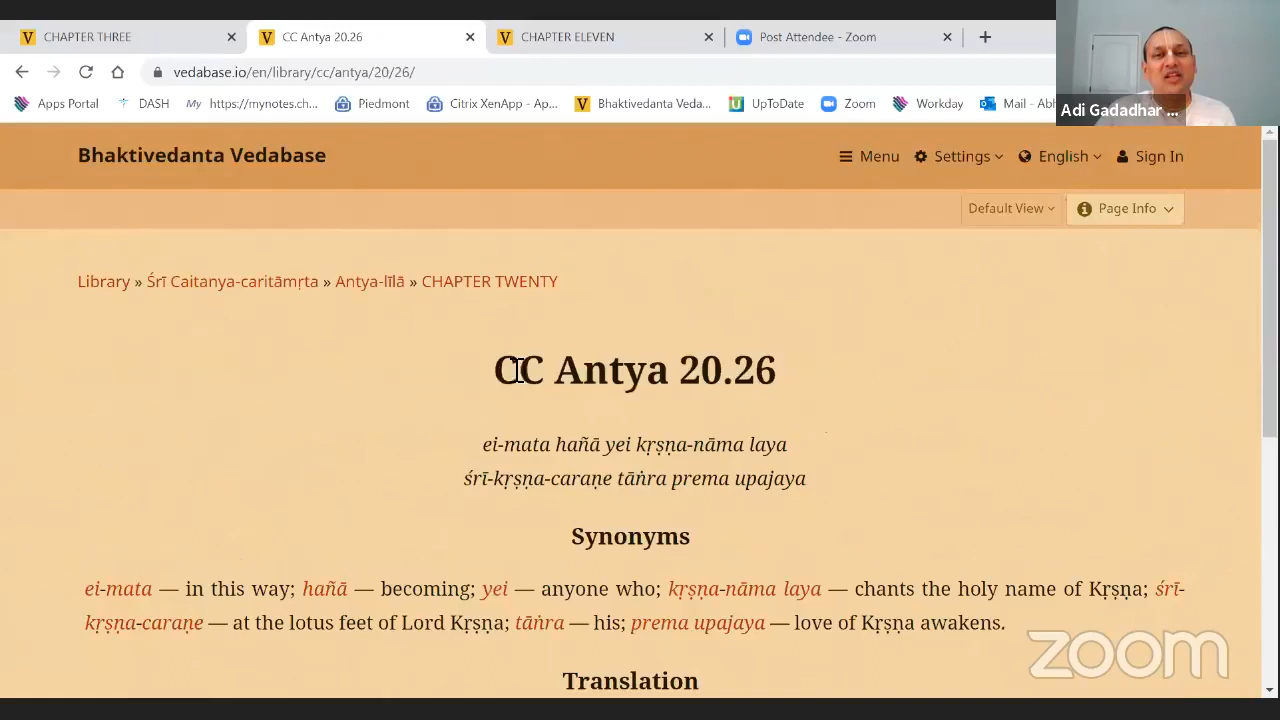 CHAPTER THREE
CC Antya 20.26
CHAPTER ELEVEN
Post Attendee - Zoom
vedabase.io/en/library/cc/antya/20/26/
Apps Portal
DASH
My
https://mynotes.ch...
Piedmont
Citrix XenApp - Ap...
Bhaktivedanta Veda...
UpToDate
Zoom
Workday
Mail - Abh
Adi Gadadhar ...
Bhaktivedanta Vedabase
Menu
Settings
English
Sign In
Default View
Page Info
Library » Śrī Caitanya-caritāmṛta » Antya-līlā » CHAPTER TWENTY
CC Antya 20.26
ei-mata hañā yei kṛṣṇa-nāma laya
śrī-kṛṣṇa-caraṇe tāṅra prema upajaya
Synonyms
ei-mata — in this way; hañā — becoming; yei — anyone who; kṛṣṇa-nāma laya — chants the holy name of Kṛṣṇa; śrī-
kṛṣṇa-caraṇe — at the lotus feet of Lord Kṛṣṇa; tāṅra — his; prema upajaya — love of Kṛṣṇa awakens.
Translation
zoom